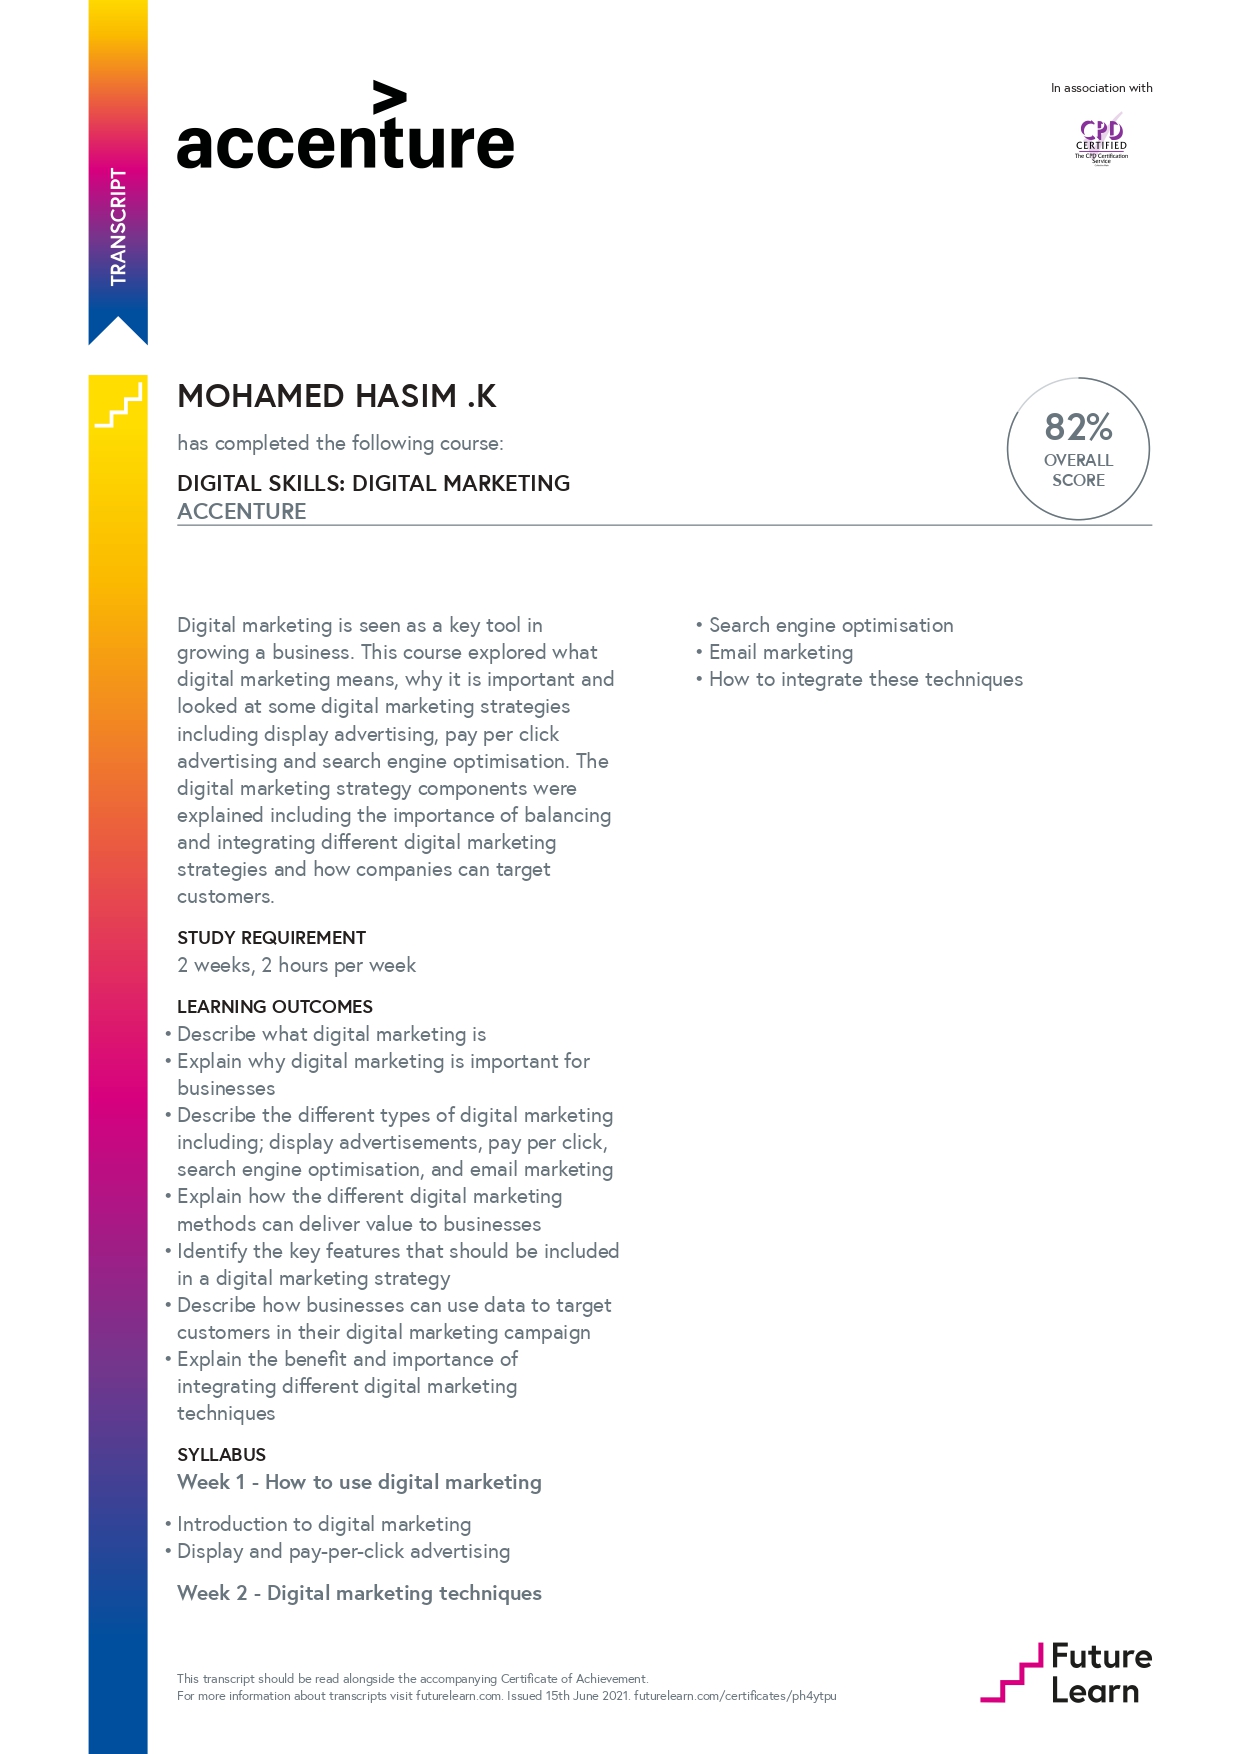 TRANSCRIPT
accenture
In association with
CPD
CERTIFIED
The CPD Certification
Service
MOHAMED HASIM .K
has completed the following course:
DIGITAL SKILLS: DIGITAL MARKETING
ACCENTURE
82%
OVERALL
SCORE
Digital marketing is seen as a key tool in
growing a business. This course explored what
digital marketing means, why it is important and
looked at some digital marketing strategies
including display advertising, pay per click
advertising and search engine optimisation. The
digital marketing strategy components were
explained including the importance of balancing
and integrating different digital marketing
strategies and how companies can target
customers.
STUDY REQUIREMENT
2 weeks, 2 hours per week
LEARNING OUTCOMES
• Describe what digital marketing is
• Explain why digital marketing is important for
businesses
• Describe the different types of digital marketing
including; display advertisements, pay per click,
search engine optimisation, and email marketing
• Explain how the different digital marketing
methods can deliver value to businesses
• Identify the key features that should be included
in a digital marketing strategy
• Describe how businesses can use data to target
customers in their digital marketing campaign
• Explain the benefit and importance of
integrating different digital marketing
techniques
SYLLABUS
Week 1 - How to use digital marketing
• Introduction to digital marketing
• Display and pay-per-click advertising
Week 2 - Digital marketing techniques
• Search engine optimisation
• Email marketing
• How to integrate these techniques
This transcript should be read alongside the accompanying Certificate of Achievement.
For more information about transcripts visit futurelearn.com. Issued 15th June 2021. futurelearn.com/certificates/ph4ytpu
Future
Learn